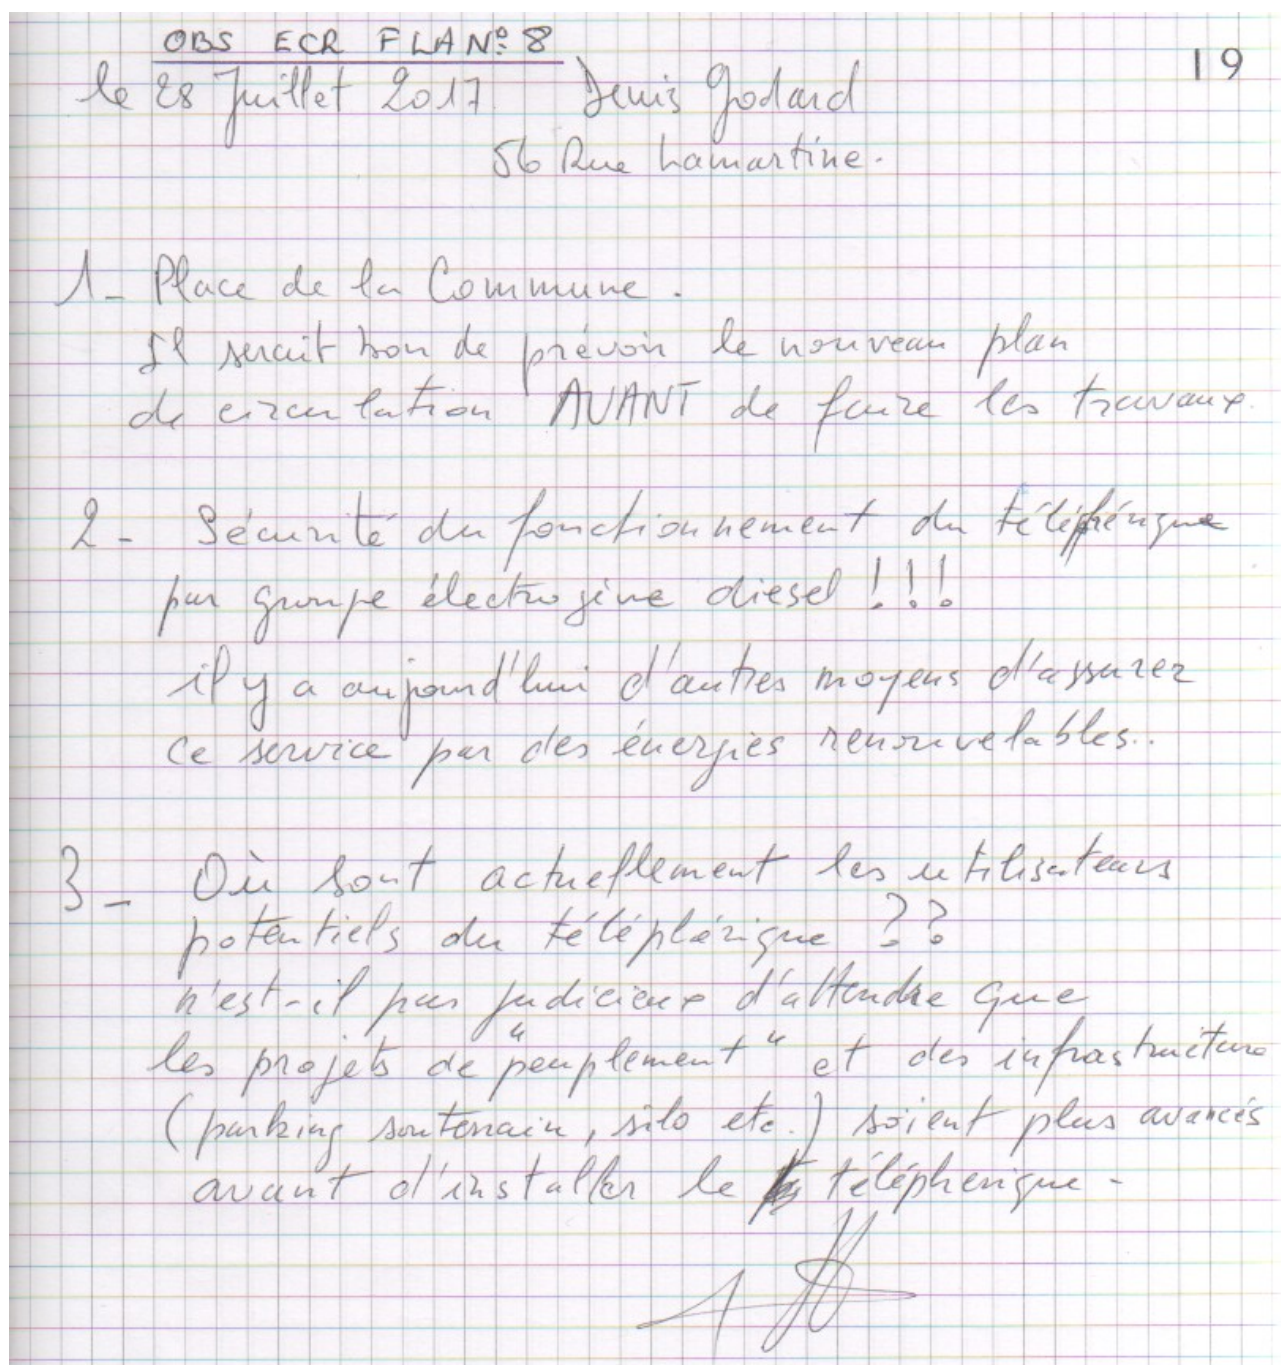 OBS ECR FLA N° 8
19
le 28 Juillet 2017 Denis Godard
56 Rue Lamartine.
1- Place de la Commune.
Il serait bon de prévoir le nouveau plan
de circulation AVANT de faire les travaux.
2- Sécurité du fonctionnement du téléphérique
par groupe électrogène diesel !!!
il y a aujourd'hui d'autres moyens d'assurer
ce service par des énergies renouvelables..
3- Où sont actuellement les utilisateurs
potentiels du téléphérique ??
n'est-il pas judicieux d'attendre que
les projets de "peuplement" et des infrastructures
(parking souterrain, silo etc.) soient plus avancés
avant d'installer le téléphérique -